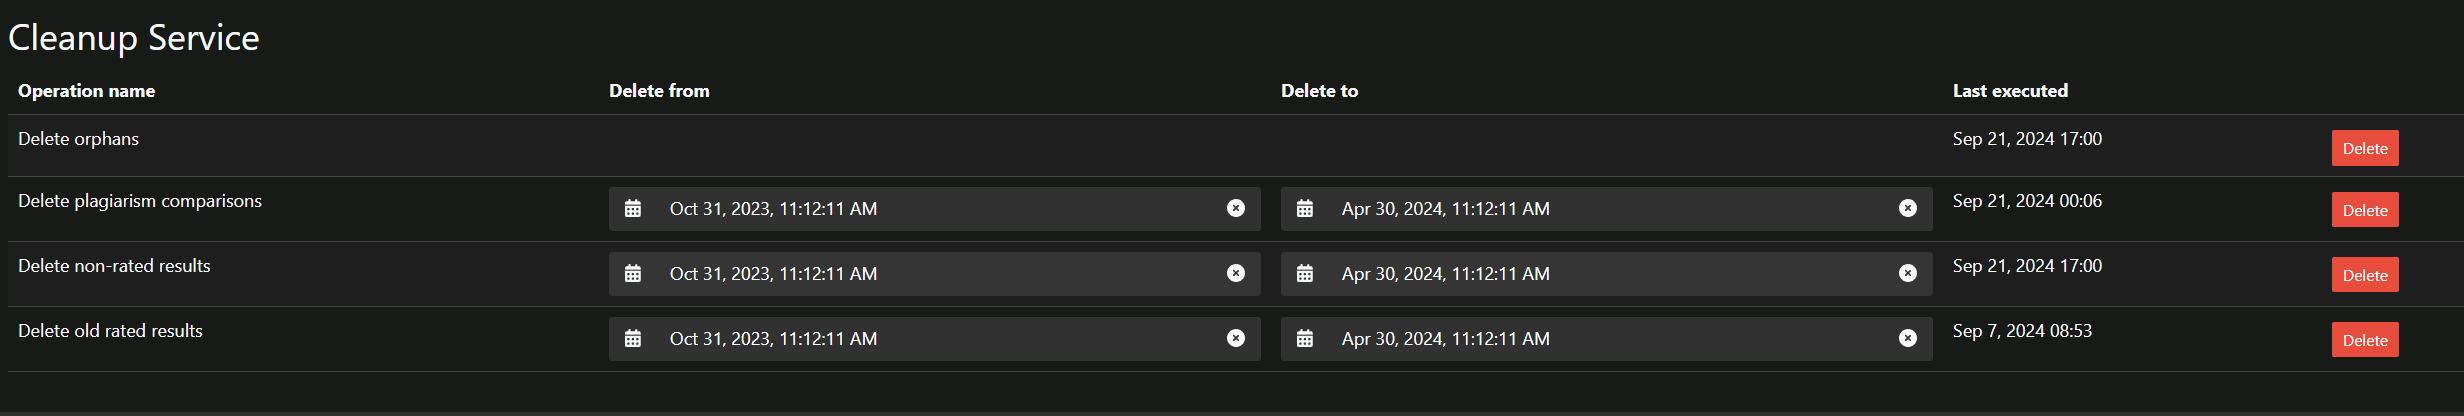 Cleanup Service
Operation name Delete from Delete to Last executed
Delete orphans Sep 21, 2024 17:00 Delete
Delete plagiarism comparisons Oct 31, 2023, 11:12:11 AM Apr 30, 2024, 11:12:11 AM Sep 21, 2024 00:06 Delete
Delete non-rated results Oct 31, 2023, 11:12:11 AM Apr 30, 2024, 11:12:11 AM Sep 21, 2024 17:00 Delete
Delete old rated results Oct 31, 2023, 11:12:11 AM Apr 30, 2024, 11:12:11 AM Sep 7, 2024 08:53 Delete